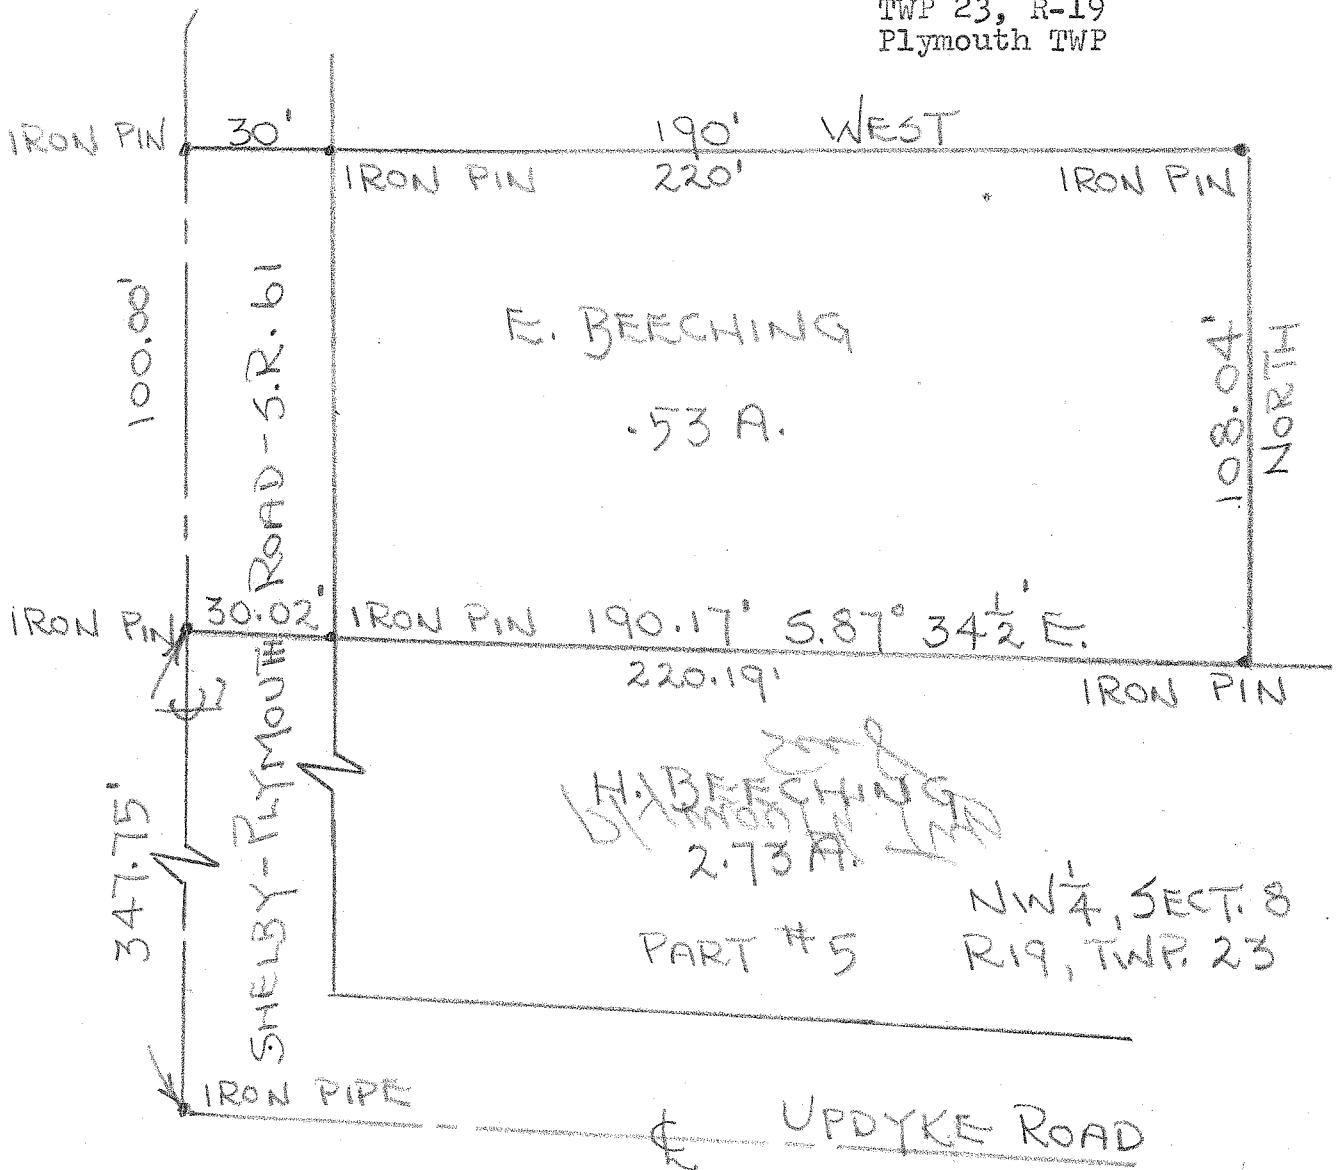 TWP 23, R-19
Plymouth TWP
IRON PIN
30'
190' WEST
IRON PIN
220'
IRON PIN
100.00'
SHELBY-PLYMOUTH ROAD-S.R. 61
E. BEECHING
.53 A.
108.04'
NORTH
IRON PIN
30.02'
IRON PIN
190.17' S.87° 34½' E.
220.19'
IRON PIN
347.75'
H. BEECHING
2.73 A.
NW¼, SECT. 8
PART #5
R19, TWP. 23
IRON PIPE
℄ UPDYKE ROAD